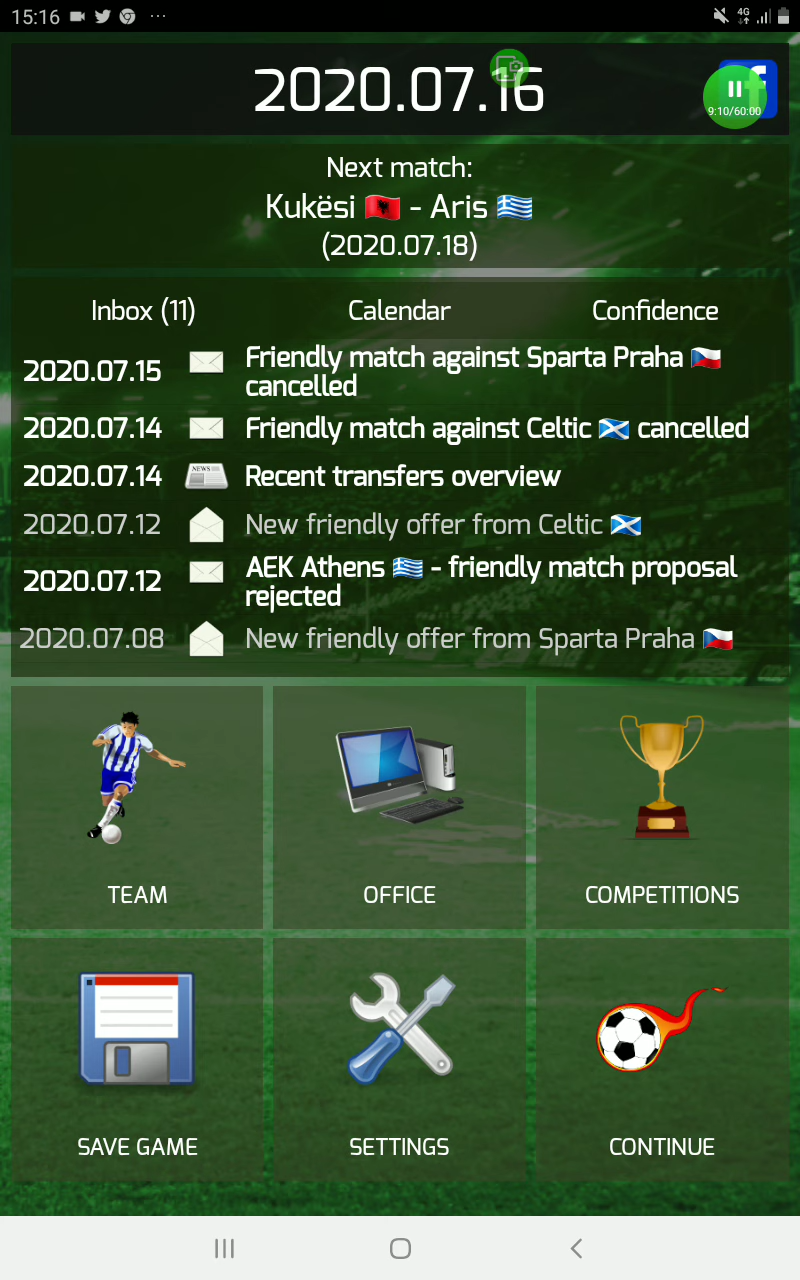 15:16 4G
2020.07.16
9:10/60:00
Next match:
Kukësi 🇦🇱 - Aris 🇬🇷
(2020.07.18)
Inbox (11) Calendar Confidence
2020.07.15 Friendly match against Sparta Praha 🇨🇿
cancelled
2020.07.14 Friendly match against Celtic 🏴󠁧󠁢󠁳󠁣󠁴󠁿 cancelled
2020.07.14 NEWS Recent transfers overview
2020.07.12 New friendly offer from Celtic 🏴󠁧󠁢󠁳󠁣󠁴󠁿
2020.07.12 AEK Athens 🇬🇷 - friendly match proposal
rejected
2020.07.08 New friendly offer from Sparta Praha 🇨🇿
TEAM OFFICE COMPETITIONS
SAVE GAME SETTINGS CONTINUE